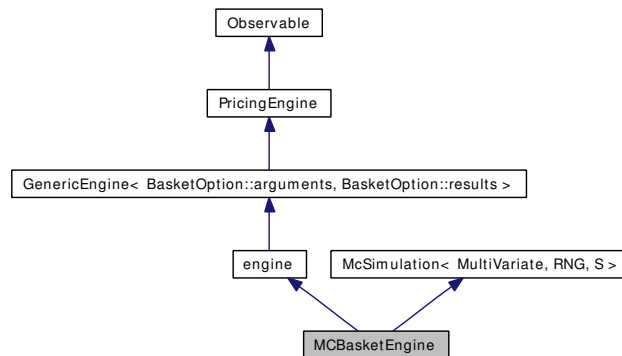 Observable
PricingEngine
GenericEngine< BasketOption::arguments, BasketOption::results >
engine
McSimulation< MultiVariate, RNG, S >
MCBasketEngine